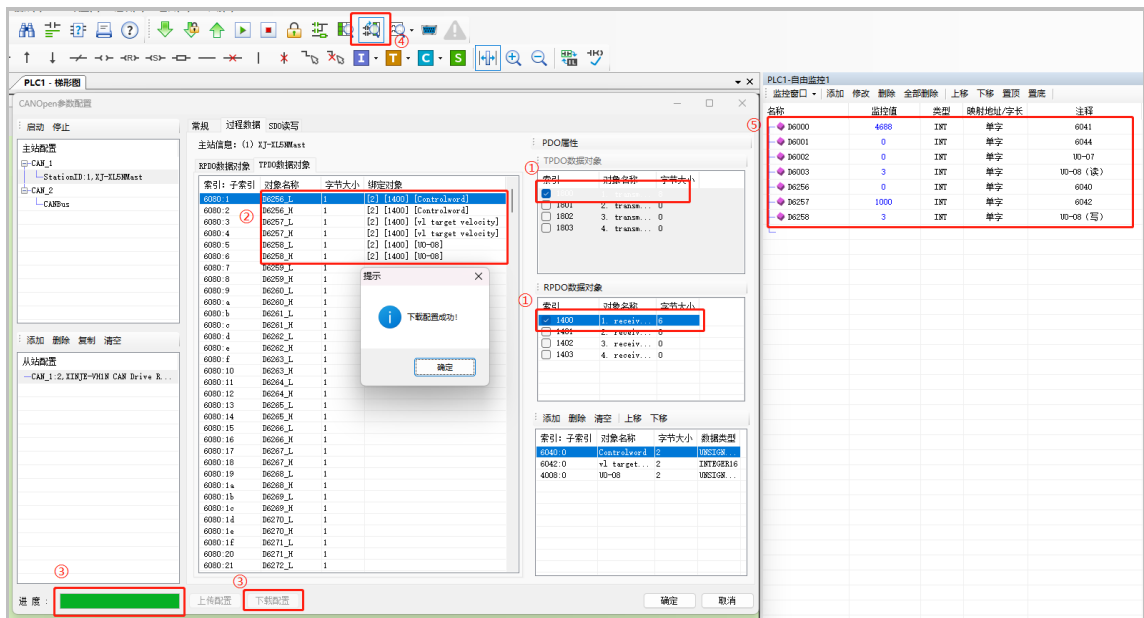 ④
-(R)-
-(S)-
I
T
C
S
PLC1 - 梯形图
CANOpen参数配置
启动 停止
主站配置
CAN_1
StationID:1,XJ-XL5NMast
CAN_2
CANBus
添加 删除 复制 清空
从站配置
CAN_1:2,XINJE-VH1N CAN Drive R...
③
进 度 :
常规 过程数据 SDO读写
主站信息: (1) XJ-XL5NMast
RPDO数据对象 TPDO数据对象
索引: 子索引 对象名称 字节大小 绑定对象
②
6080:1 D6256_L 1 [2] [1400] [Controlword]
6080:2 D6256_H 1 [2] [1400] [Controlword]
6080:3 D6257_L 1 [2] [1400] [vl target velocity]
6080:4 D6257_H 1 [2] [1400] [vl target velocity]
6080:5 D6258_L 1 [2] [1400] [U0-08]
6080:6 D6258_H 1 [2] [1400] [U0-08]
6080:7 D6259_L 1
6080:8 D6259_H 1
6080:9 D6260_L 1
6080:a D6260_H 1
6080:b D6261_L 1
6080:c D6261_H 1
6080:d D6262_L 1
6080:e D6262_H 1
6080:f D6263_L 1
6080:10 D6263_H 1
6080:11 D6264_L 1
6080:12 D6264_H 1
6080:13 D6265_L 1
6080:14 D6265_H 1
6080:15 D6266_L 1
6080:16 D6266_H 1
6080:17 D6267_L 1
6080:18 D6267_H 1
6080:19 D6268_L 1
6080:1a D6268_H 1
6080:1b D6269_L 1
6080:1c D6269_H 1
6080:1d D6270_L 1
6080:1e D6270_H 1
6080:1f D6271_L 1
6080:20 D6271_H 1
6080:21 D6272_L 1
③
上传配置 下载配置
提示
下载配置成功!
确定
PDO属性
TPDO数据对象
①
索引 对象名称 字节大小
1801 2. transm... 0
1802 3. transm... 0
1803 4. transm... 0
RPDO数据对象
①
索引 对象名称 字节大小
1400 1. receiv... 6
1401 2. receiv... 0
1402 3. receiv... 0
1403 4. receiv... 0
添加 删除 清空 上移 下移
索引: 子索引 对象名称 字节大小 数据类型
6040:0 Controlword 2 UNSIGN...
6042:0 vl target... 2 INTEGER16
4008:0 U0-08 2 UNSIGN...
确定 取消
PLC1-自由监控1
监控窗口 添加 修改 删除 全部删除 上移 下移 置顶 置底
名称 监控值 类型 映射地址/字长 注释
⑤
D6000 4688 INT 单字 6041
D6001 0 INT 单字 6044
D6002 0 INT 单字 U0-07
D6003 3 INT 单字 U0-08 (读)
D6256 0 INT 单字 6040
D6257 1000 INT 单字 6042
D6258 3 INT 单字 U0-08 (写)